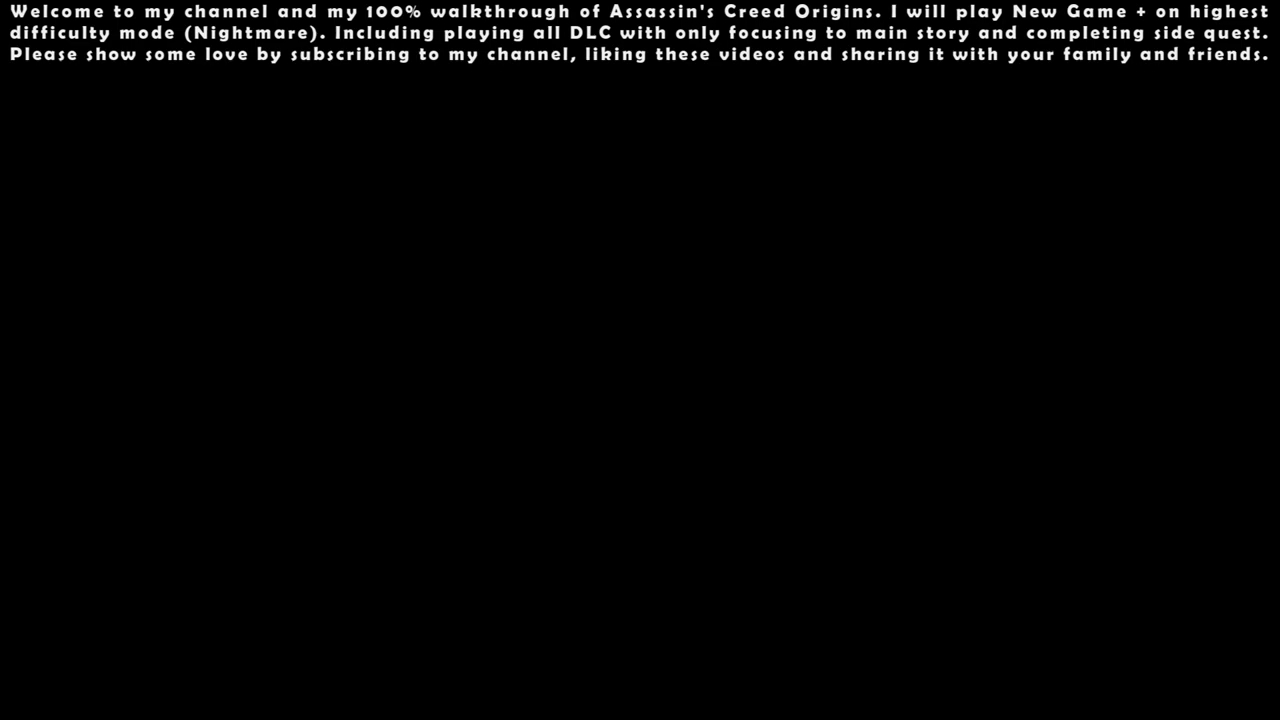 Welcome to my channel and my 100% walkthrough of Assassin's Creed Origins. I will play New Game + on highest
difficulty mode (Nightmare). Including playing all DLC with only focusing to main story and completing side quest.
Please show some love by subscribing to my channel, liking these videos and sharing it with your family and friends.